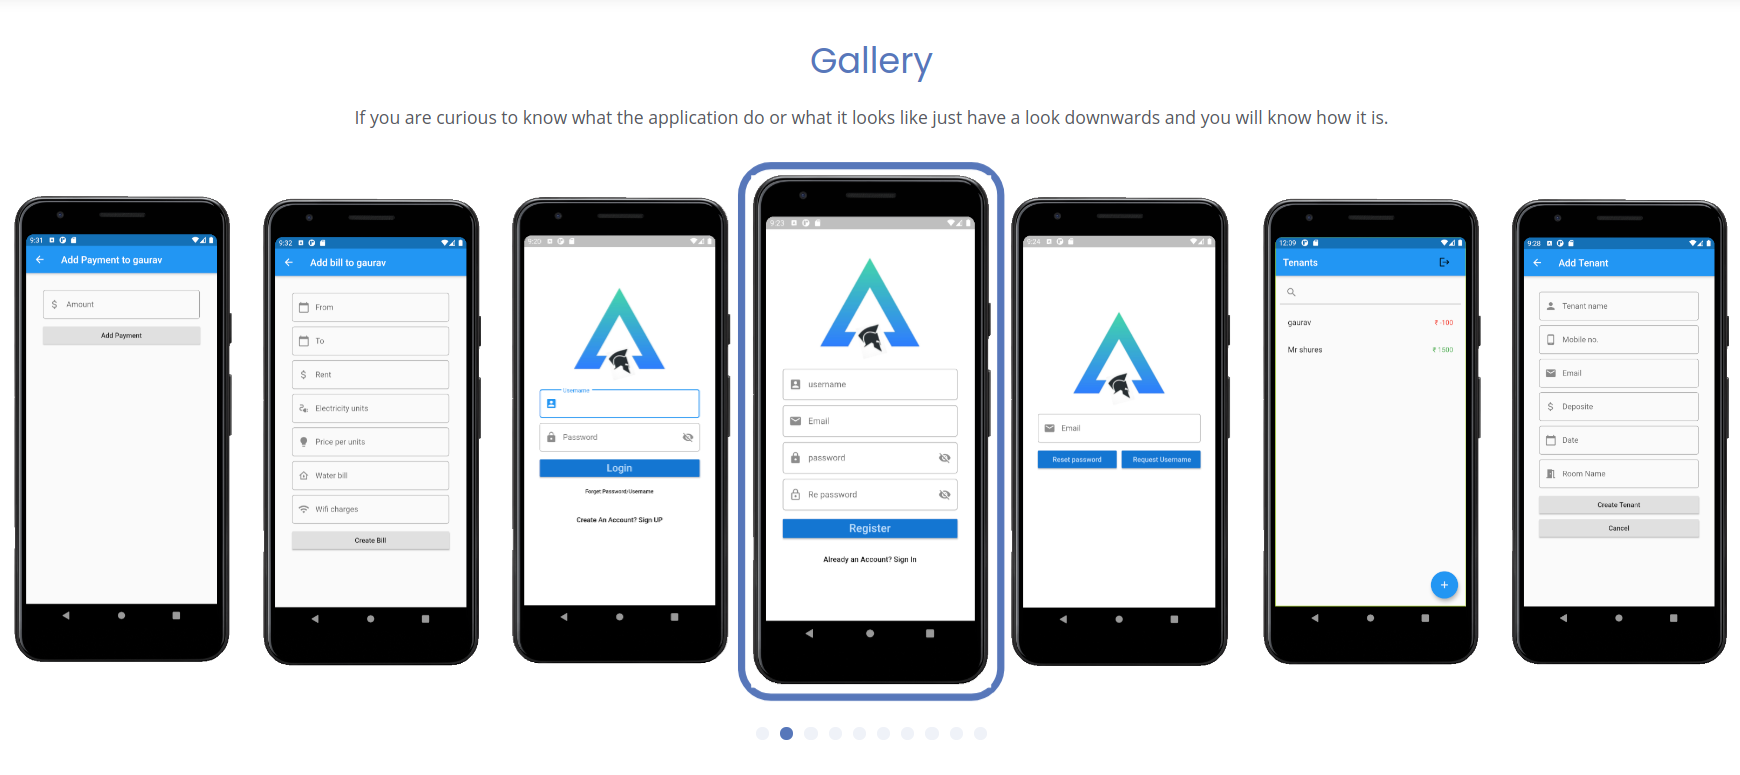 Gallery
If you are curious to know what the application do or what it looks like just have a look downwards and you will know how it is.
9:31
Add Payment to gaurav
$ Amount
Add Payment
9:32
Add bill to gaurav
From
To
$ Rent
Electricity units
Price per units
Water bill
Wifi charges
Create Bill
9:20
Username
Password
Login
Forget Password/Username
Create An Account? Sign UP
9:23
username
Email
password
Re password
Register
Already an Account? Sign In
9:24
Email
Reset password Request Username
12:09
Tenants
gaurav ₹ -100
Mr shures ₹ 1500
+
9:28
Add Tenant
Tenant name
Mobile no.
Email
$ Deposite
Date
Room Name
Create Tenant
Cancel